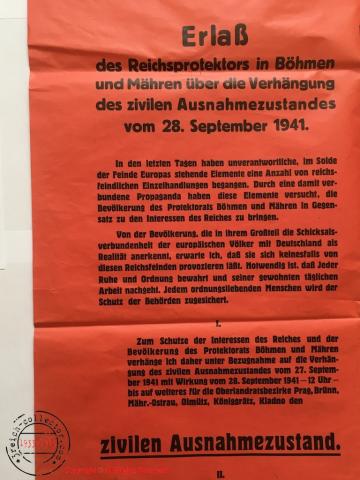 Erlaß
des Reichsprotektors in Böhmen
und Mähren über die Verhängung
des zivilen Ausnahmezustandes
vom 28. September 1941.
In den letzten Tagen haben unverantwortliche, im Solde
der Feinde Europas stehende Elemente eine Anzahl von reichs-
feindlichen Einzelhandlungen begangen. Durch eine damit ver-
bundene Propaganda haben diese Elemente versucht, die
Bevölkerung des Protektorats Böhmen und Mähren in Gegen-
satz zu den Interessen des Reiches zu bringen.
Von der Bevölkerung, die in ihrem Großteil die Schicksals-
verbundenheit der europäischen Völker mit Deutschland als
Realität anerkennt, erwarte ich, daß sie sich keinesfalls von
diesen Reichsfeinden provozieren läßt. Notwendig ist, daß Jeder
Ruhe und Ordnung bewahrt und seiner gewohnten täglichen
Arbeit nachgeht. Jedem ordnungsliebenden Menschen wird der
Schutz der Behörden zugesichert.
I.
Zum Schutze der Interessen des Reiches und der
Bevölkerung des Protektorats Böhmen und Mähren
verhänge ich daher unter Bezugnahme auf die Verhän-
gung des zivilen Ausnahmezustandes vom 27. Septem-
ber 1941 mit Wirkung vom 28. September 1941 — 12 Uhr —
bis auf weiteres für die Oberlandratsbezirke Prag, Brünn,
Mähr.-Ostrau, Olmütz, Königgrätz, Kladno den
zivilen Ausnahmezustand.
II.